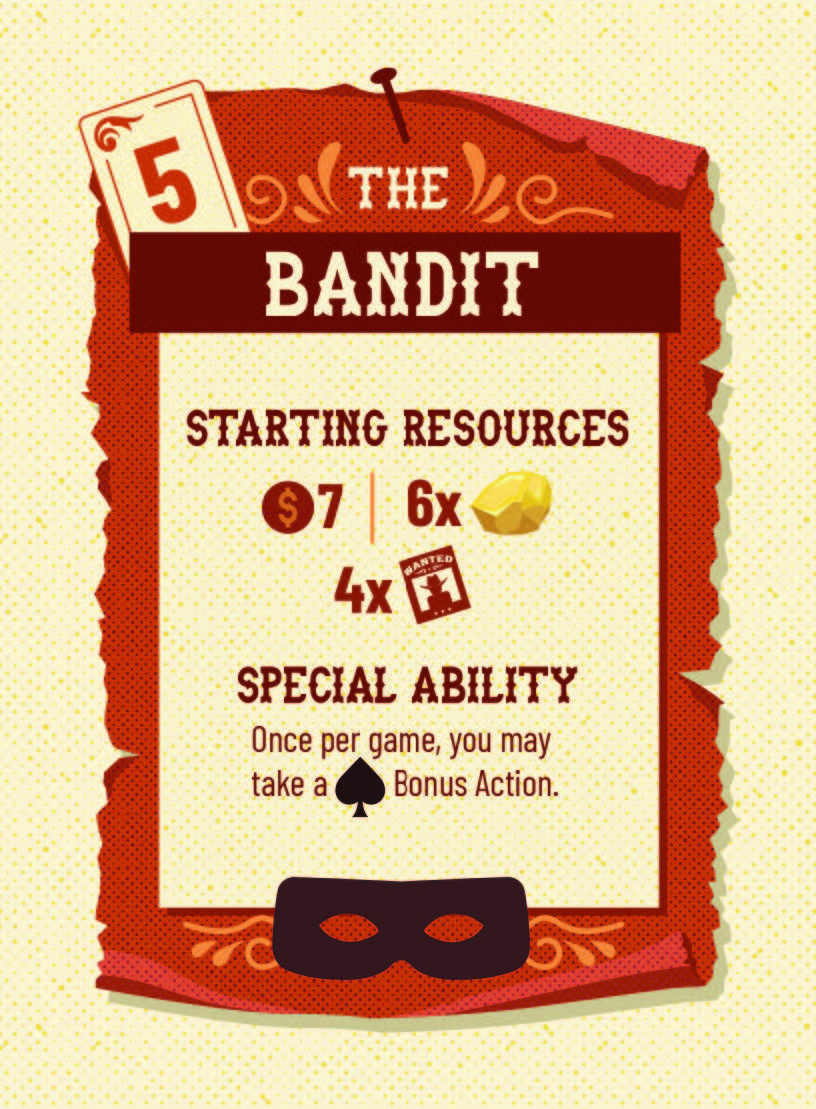 5
THE
BANDIT
STARTING RESOURCES
$ 7 | 6x
4x WANTED
SPECIAL ABILITY
Once per game, you may
take a ♠ Bonus Action.